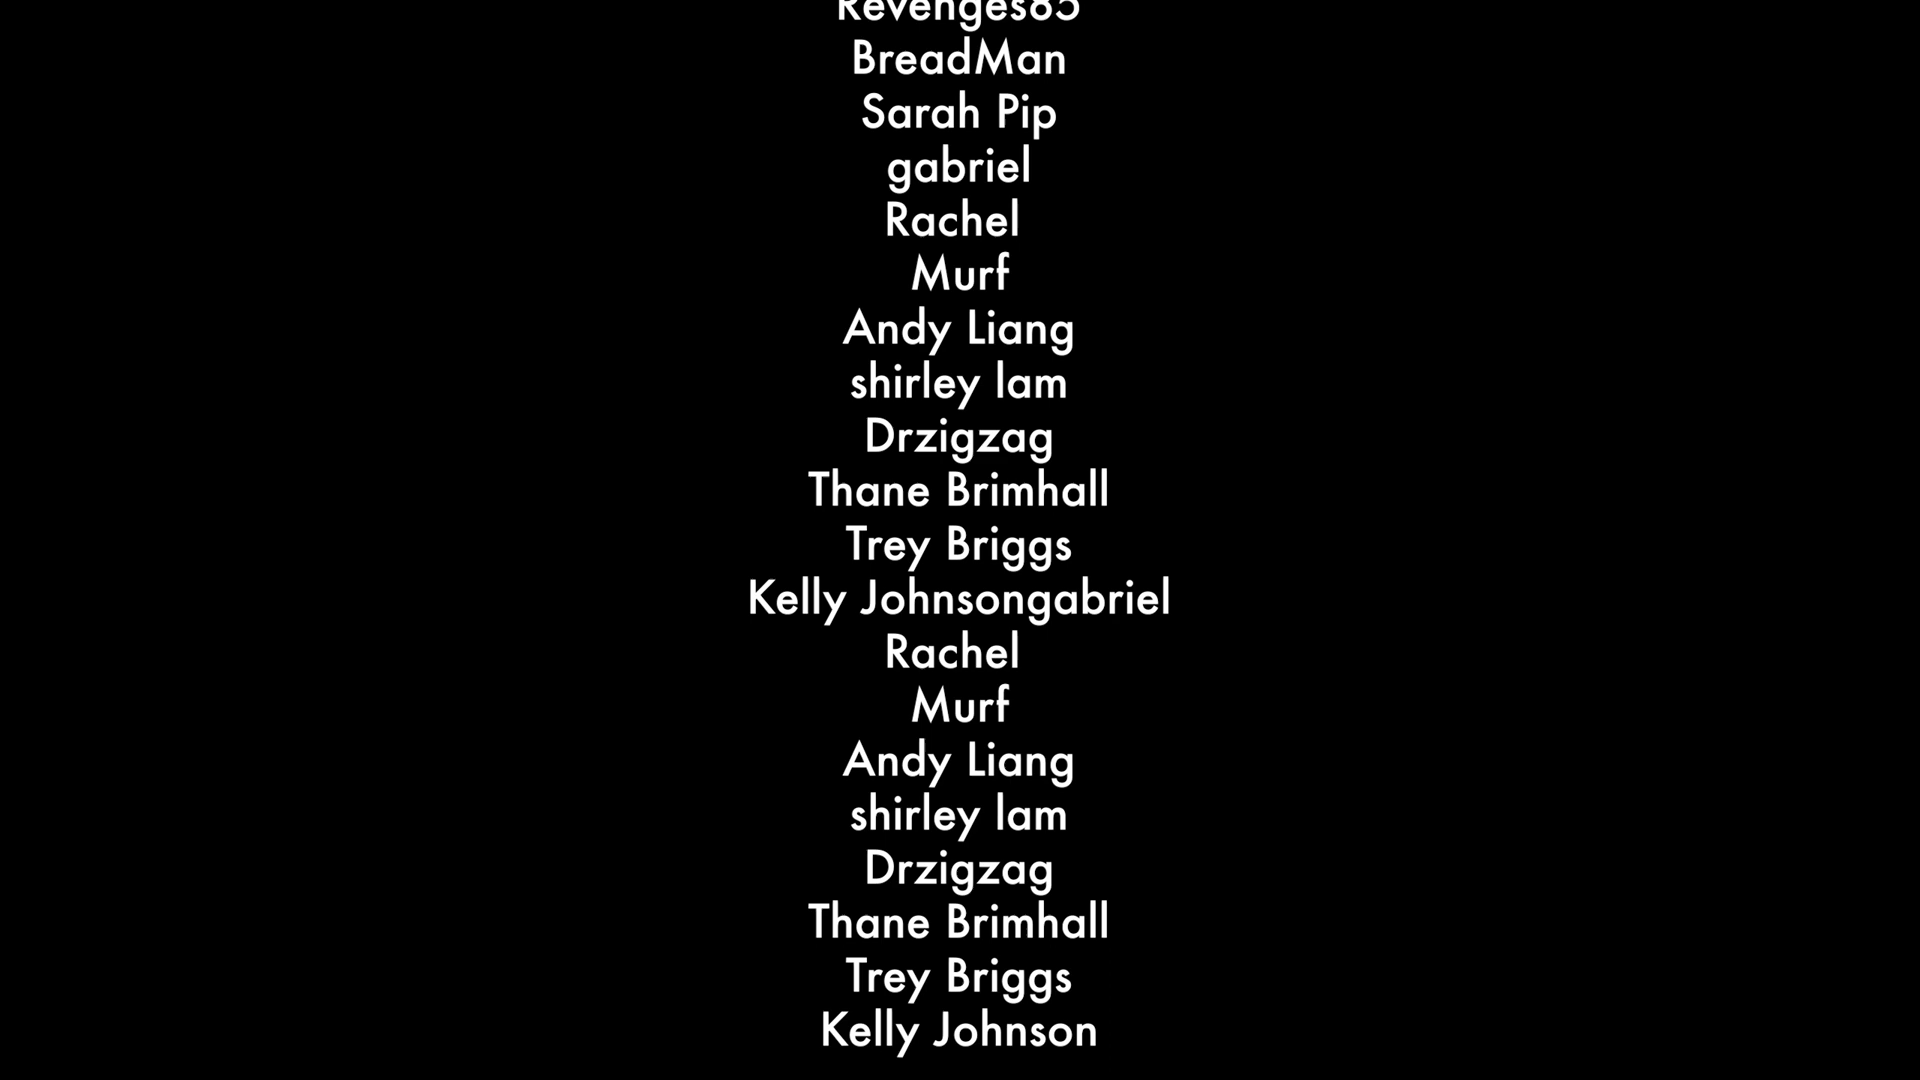 Revenges85
BreadMan
Sarah Pip
gabriel
Rachel
Murf
Andy Liang
shirley lam
Drzigzag
Thane Brimhall
Trey Briggs
Kelly Johnsongabriel
Rachel
Murf
Andy Liang
shirley lam
Drzigzag
Thane Brimhall
Trey Briggs
Kelly Johnson